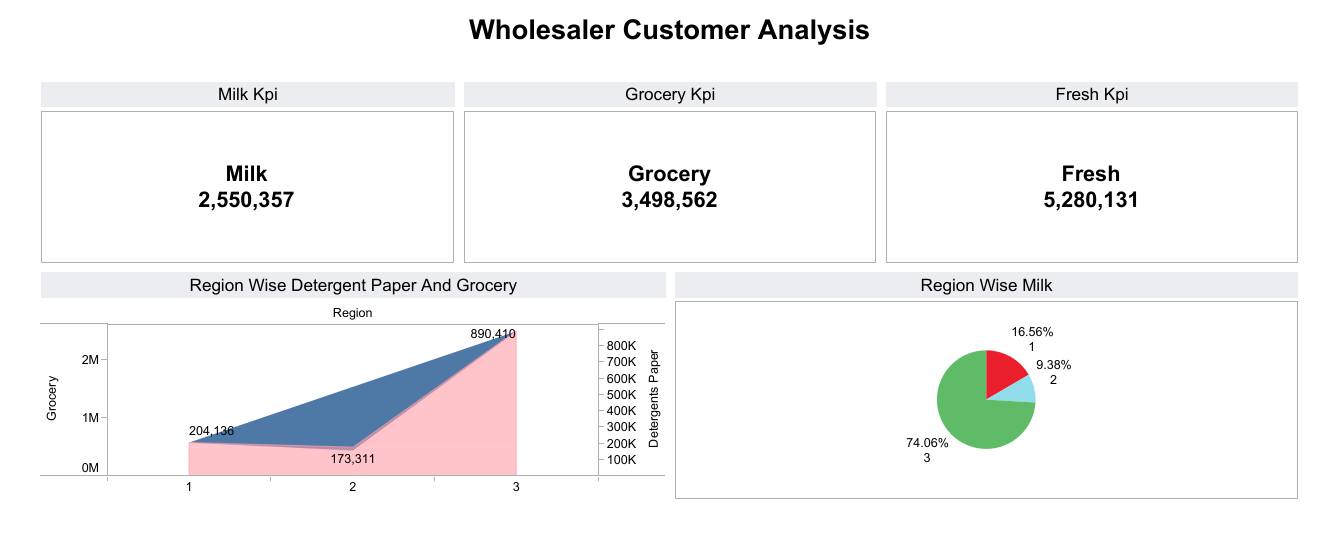 Wholesaler Customer Analysis
Milk Kpi
Grocery Kpi
Fresh Kpi
Milk
2,550,357
Grocery
3,498,562
Fresh
5,280,131
Region Wise Detergent Paper And Grocery
Region
Grocery
2M
1M
0M
890,410
204,136
173,311
800K
700K
600K
500K
400K
300K
200K
100K
Detergents Paper
1
2
3
Region Wise Milk
16.56%
1
9.38%
2
74.06%
3